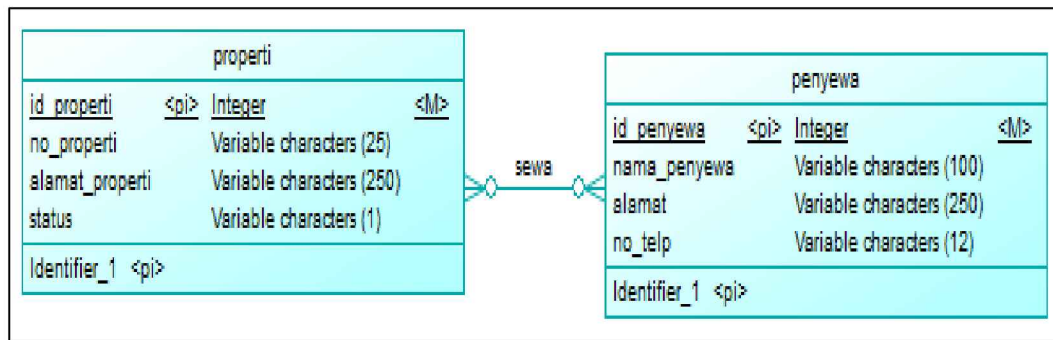 properti
id_properti <pi> Integer <M>
no_properti Variable characters (25)
alamat_properti Variable characters (250)
status Variable characters (1)
Identifier_1 <pi>
sewa
penyewa
id_penyewa <pi> Integer <M>
nama_penyewa Variable characters (100)
alamat Variable characters (250)
no_telp Variable characters (12)
Identifier_1 <pi>